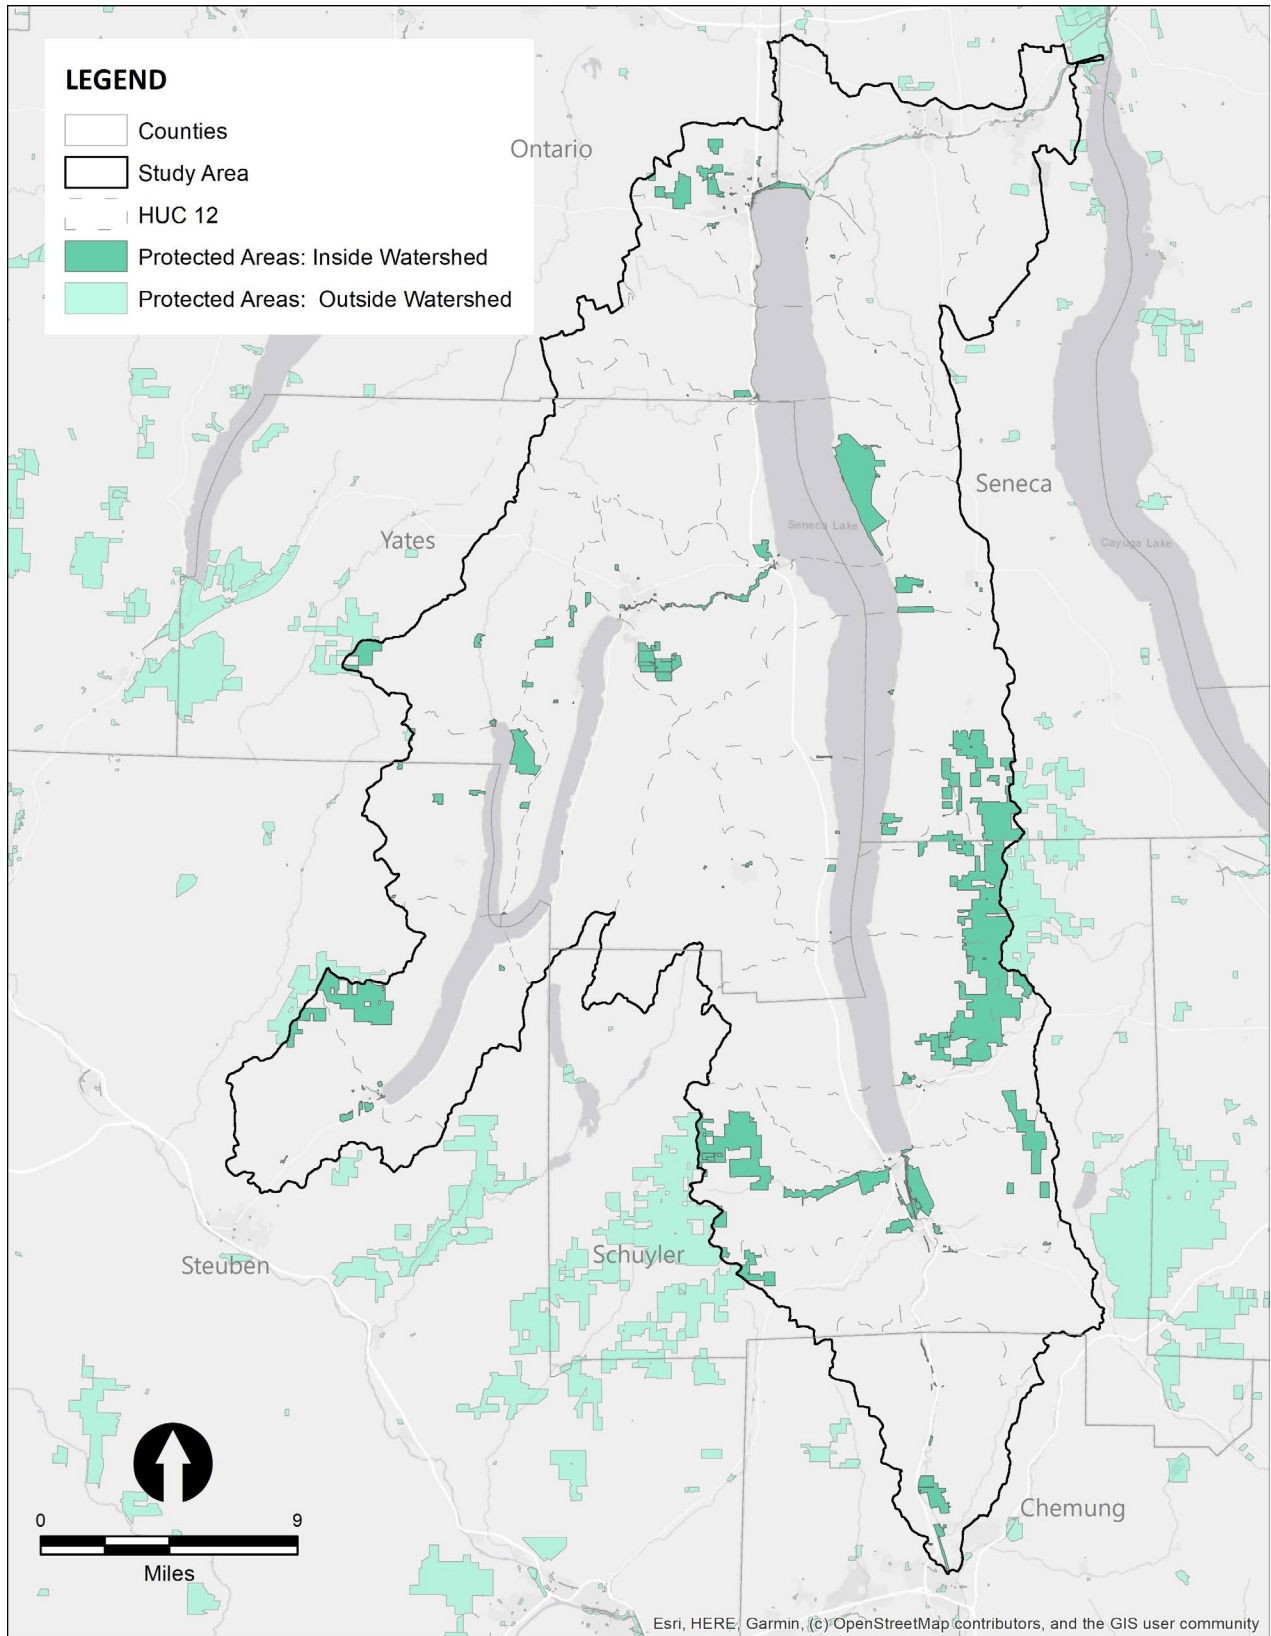 LEGEND
Counties
Study Area
HUC 12
Protected Areas: Inside Watershed
Protected Areas:  Outside Watershed
Ontario
Seneca
Seneca Lake
Yates
Cayuga Lake
Schuyler
Steuben
Chemung
0 9
Miles
Esri, HERE, Garmin, (c) OpenStreetMap contributors, and the GIS user community